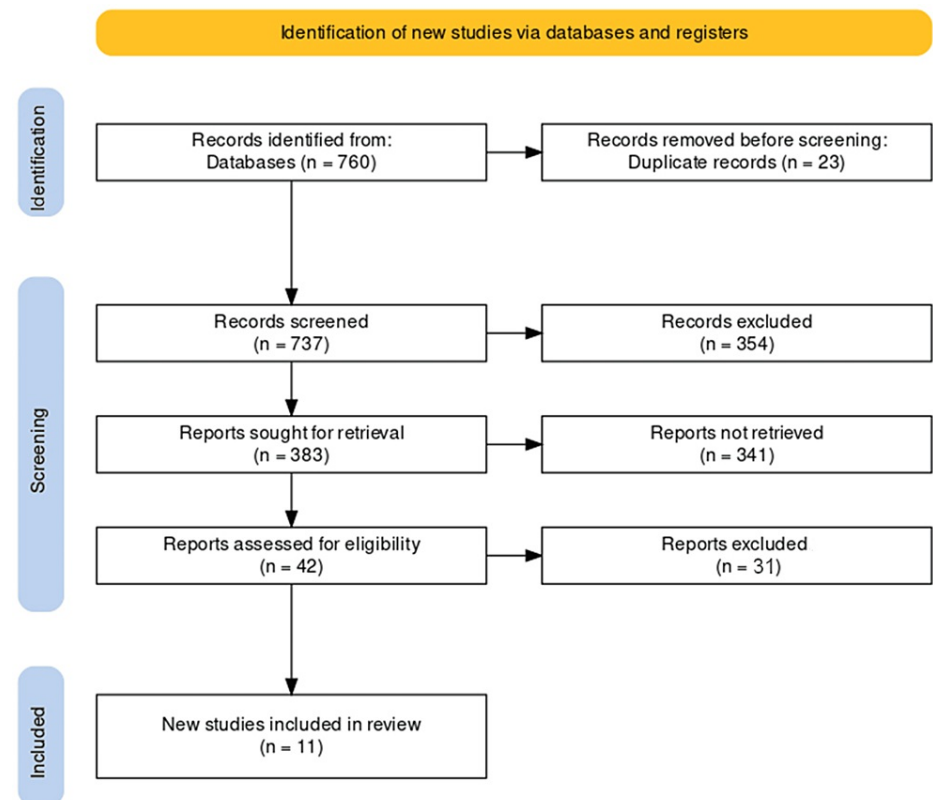 Identification of new studies via databases and registers
Identification
Records identified from:
Databases (n = 760)
Records removed before screening:
Duplicate records (n = 23)
Screening
Records screened
(n = 737)
Records excluded
(n = 354)
Reports sought for retrieval
(n = 383)
Reports not retrieved
(n = 341)
Reports assessed for eligibility
(n = 42)
Reports excluded
(n = 31)
Included
New studies included in review
(n = 11)